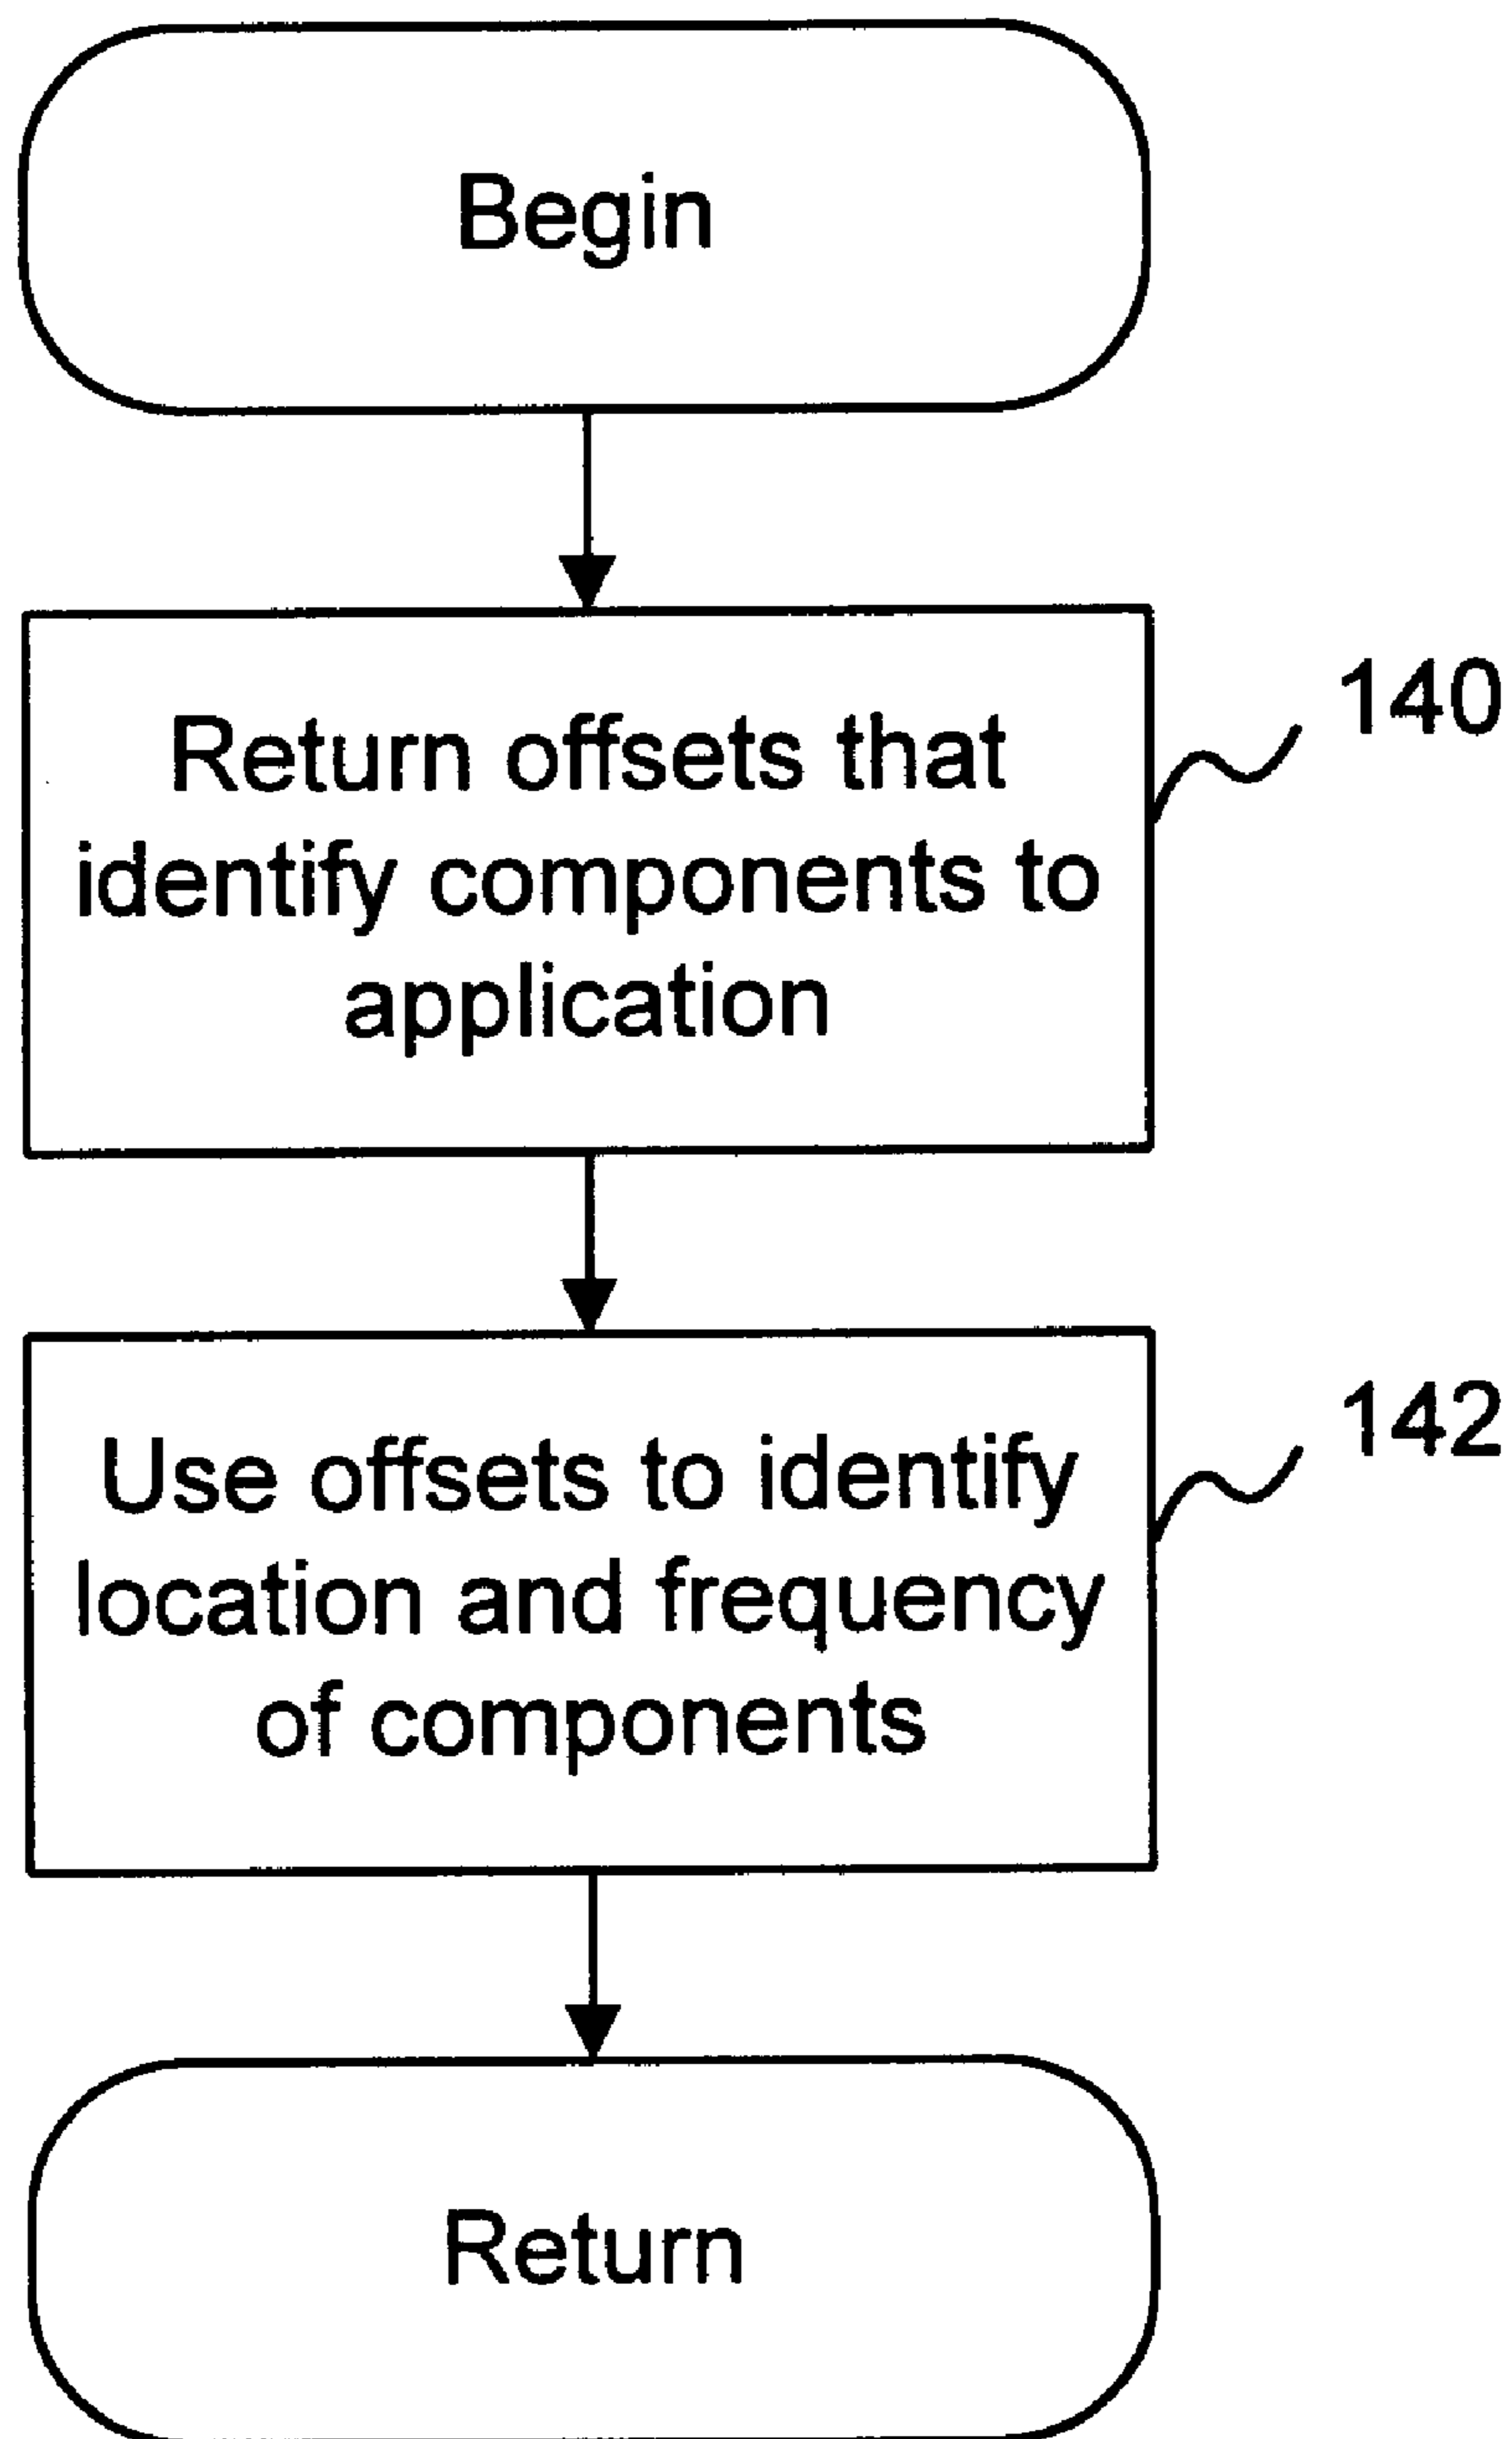 Begin
Return offsets that
identify components to
application
140
Use offsets to identify
location and frequency
of components
142
Return